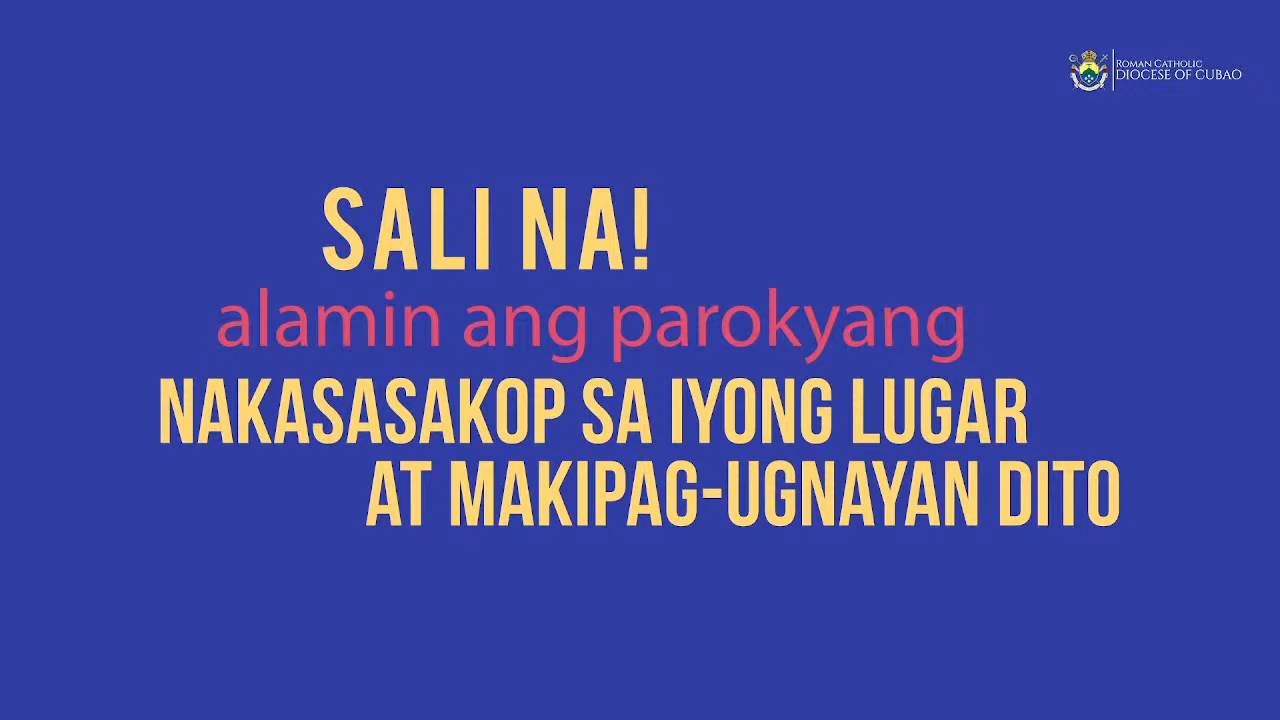 ROMAN CATHOLIC
DIOCESE OF CUBAO
SALI NA!
alamin ang parokyang
NAKASASAKOP SA IYONG LUGAR
AT MAKIPAG-UGNAYAN DITO